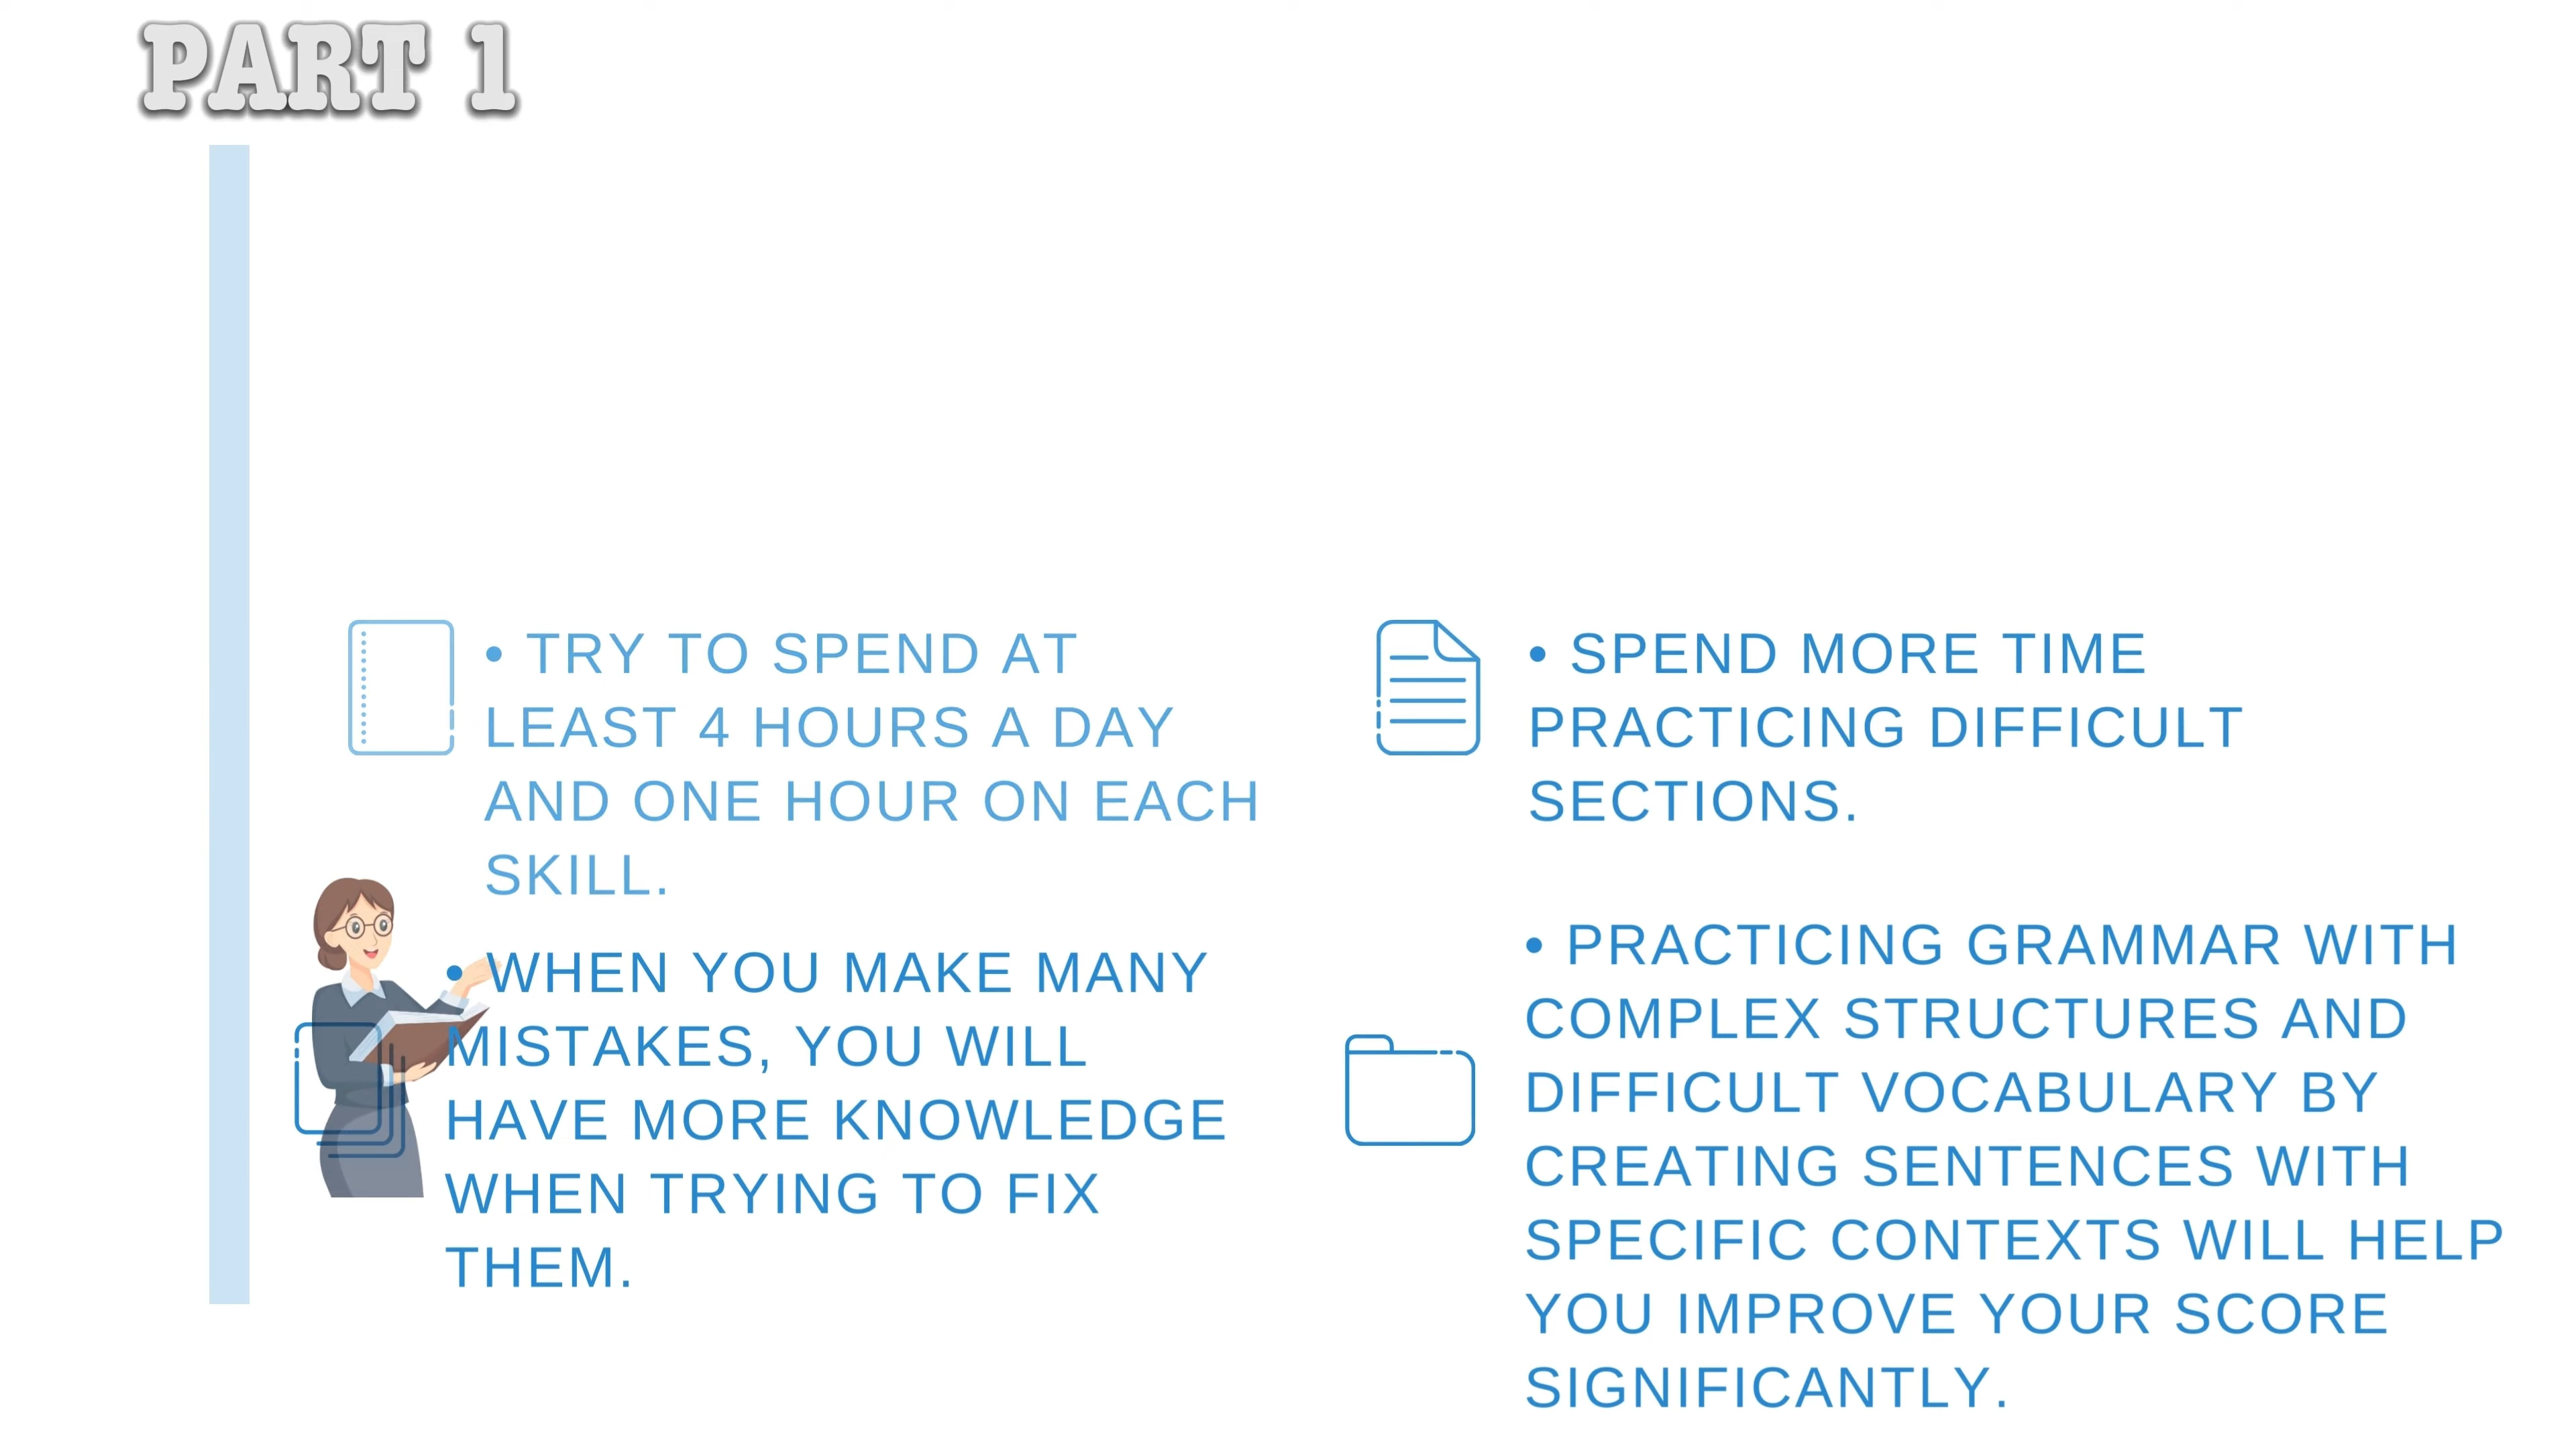 PART 1
• TRY TO SPEND AT
LEAST 4 HOURS A DAY
AND ONE HOUR ON EACH
SKILL.
• SPEND MORE TIME
PRACTICING DIFFICULT
SECTIONS.
• WHEN YOU MAKE MANY
MISTAKES, YOU WILL
HAVE MORE KNOWLEDGE
WHEN TRYING TO FIX
THEM.
• PRACTICING GRAMMAR WITH
COMPLEX STRUCTURES AND
DIFFICULT VOCABULARY BY
CREATING SENTENCES WITH
SPECIFIC CONTEXTS WILL HELP
YOU IMPROVE YOUR SCORE
SIGNIFICANTLY.